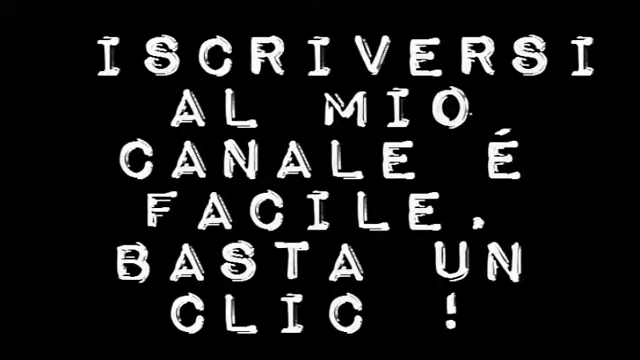 ISCRIVERSI
AL MIO
CANALE É
FACILE.
BASTA UN
CLIC !